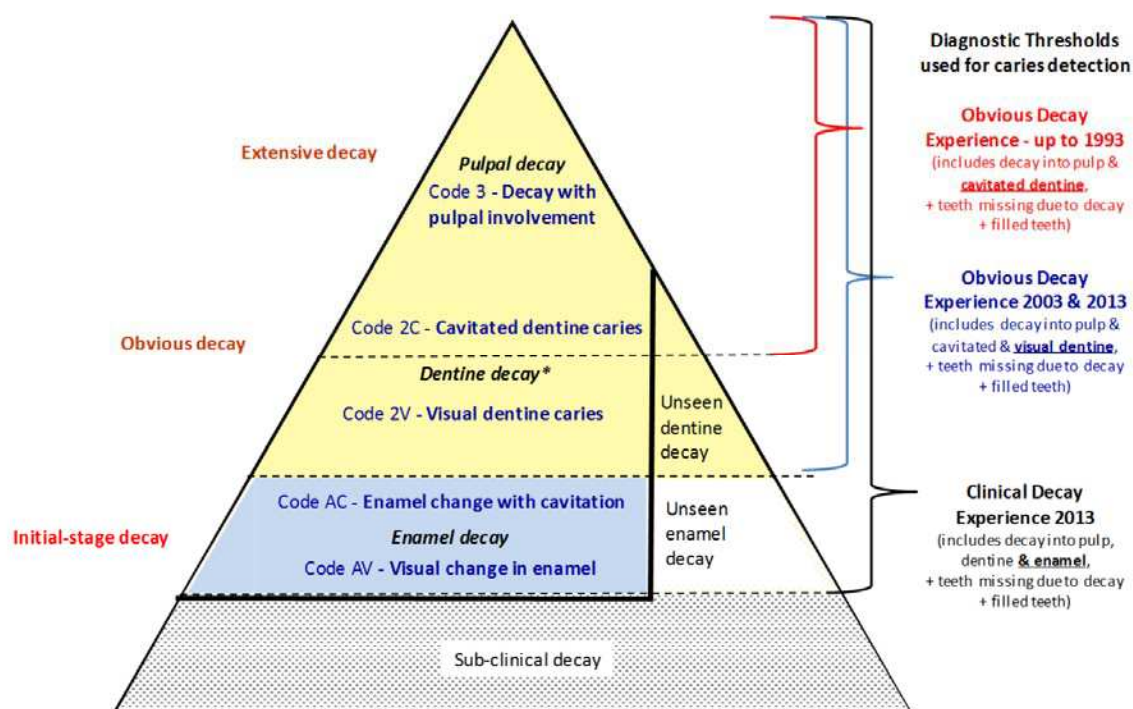 Diagnostic Thresholds
used for caries detection
Obvious Decay
Experience - up to 1993
(includes decay into pulp &
cavitated dentine,
+ teeth missing due to decay
+ filled teeth)
Extensive decay
Pulpal decay
Code 3 - Decay with
pulpal involvement
Obvious Decay
Experience 2003 & 2013
(includes decay into pulp &
cavitated & visual dentine,
+ teeth missing due to decay
+ filled teeth)
Code 2C - Cavitated dentine caries
Obvious decay
Dentine decay*
Code 2V - Visual dentine caries
Unseen
dentine
decay
Code AC - Enamel change with cavitation
Enamel decay
Code AV - Visual change in enamel
Unseen
enamel
decay
Initial-stage decay
Clinical Decay
Experience 2013
(includes decay into pulp,
dentine & enamel,
+ teeth missing due to decay
+ filled teeth)
Sub-clinical decay